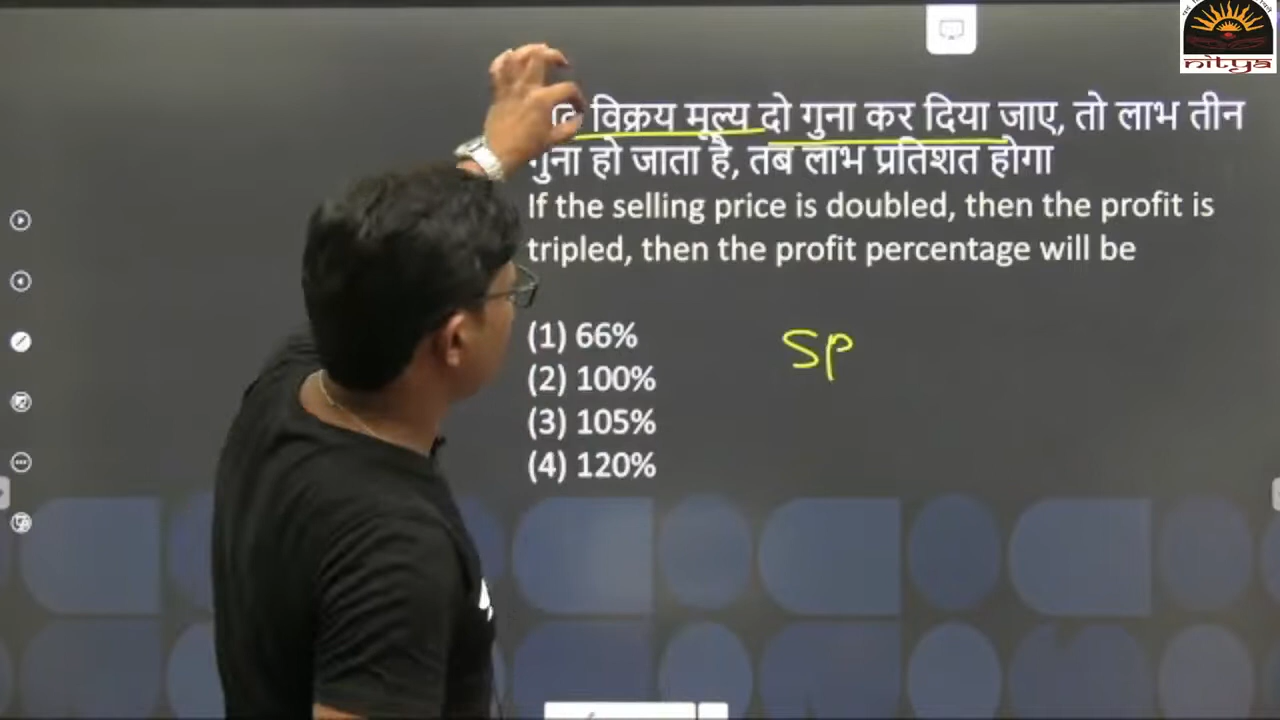 विक्रय मूल्य दो गुना कर दिया जाए, तो लाभ तीन
गुना हो जाता है, तब लाभ प्रतिशत होगा
If the selling price is doubled, then the profit is
tripled, then the profit percentage will be
(1) 66%
(2) 100%
(3) 105%
(4) 120%
SP
nitya